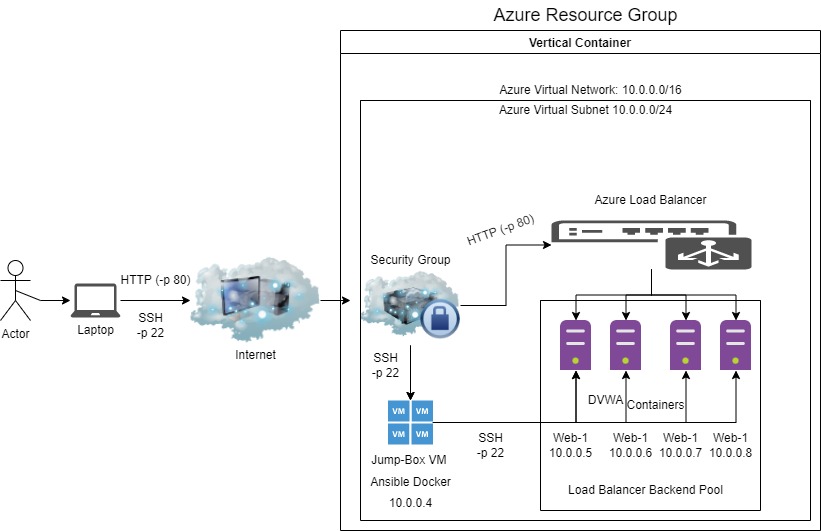 Azure Resource Group
Vertical Container
Azure Virtual Network: 10.0.0.0/16
Azure Virtual Subnet 10.0.0.0/24
Azure Load Balancer
HTTP (-p 80)
Security Group
HTTP (-p 80)
SSH
-p 22
Actor
Laptop
Internet
SSH
-p 22
VM VM
VM VM
Jump-Box VM
Ansible Docker
10.0.0.4
SSH
-p 22
DVWA Containers
Web-1 Web-1 Web-1 Web-1
10.0.0.5 10.0.0.6 10.0.0.7 10.0.0.8
Load Balancer Backend Pool